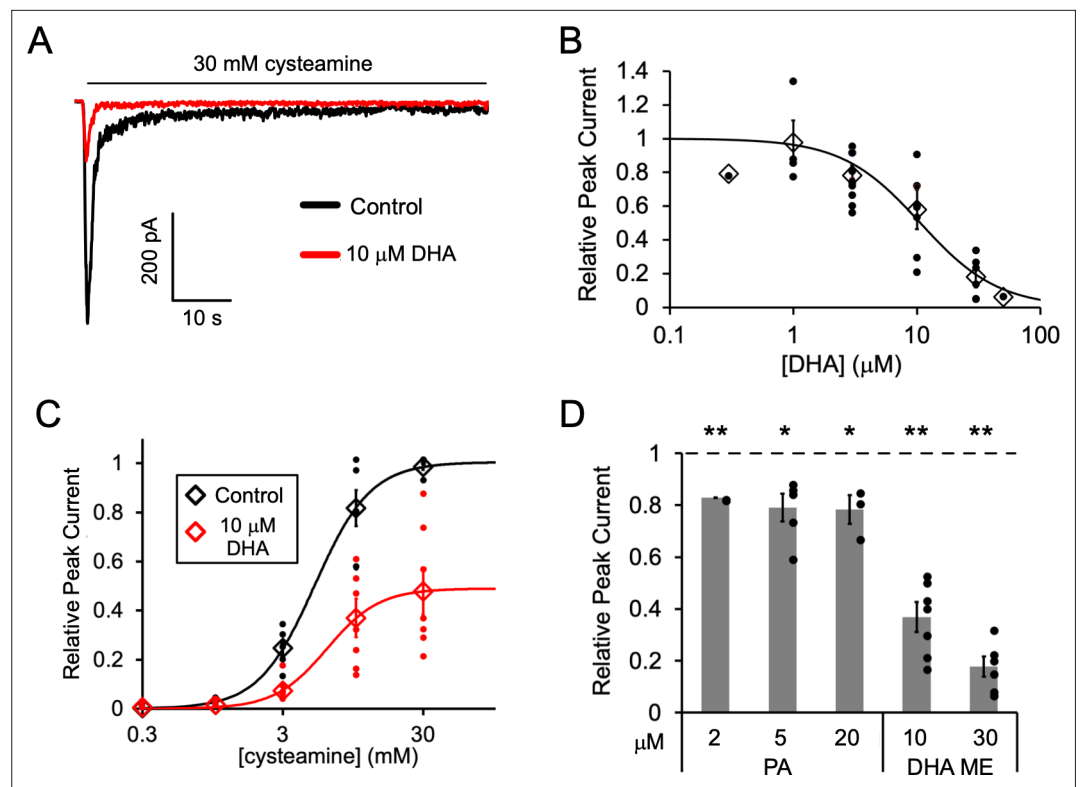 A
30 mM cysteamine
200 pA
10 s
Control
10 μM DHA
B
Relative Peak Current
1.4
1.2
1
0.8
0.6
0.4
0.2
0
0.1 1 10 100
[DHA] (μM)
C
Relative Peak Current
1
0.8
0.6
0.4
0.2
0
Control
10 μM
DHA
0.3 3 30
[cysteamine] (mM)
D
** * * ** **
Relative Peak Current
1
0.8
0.6
0.4
0.2
0
μM 2 5 20 10 30
PA DHA ME